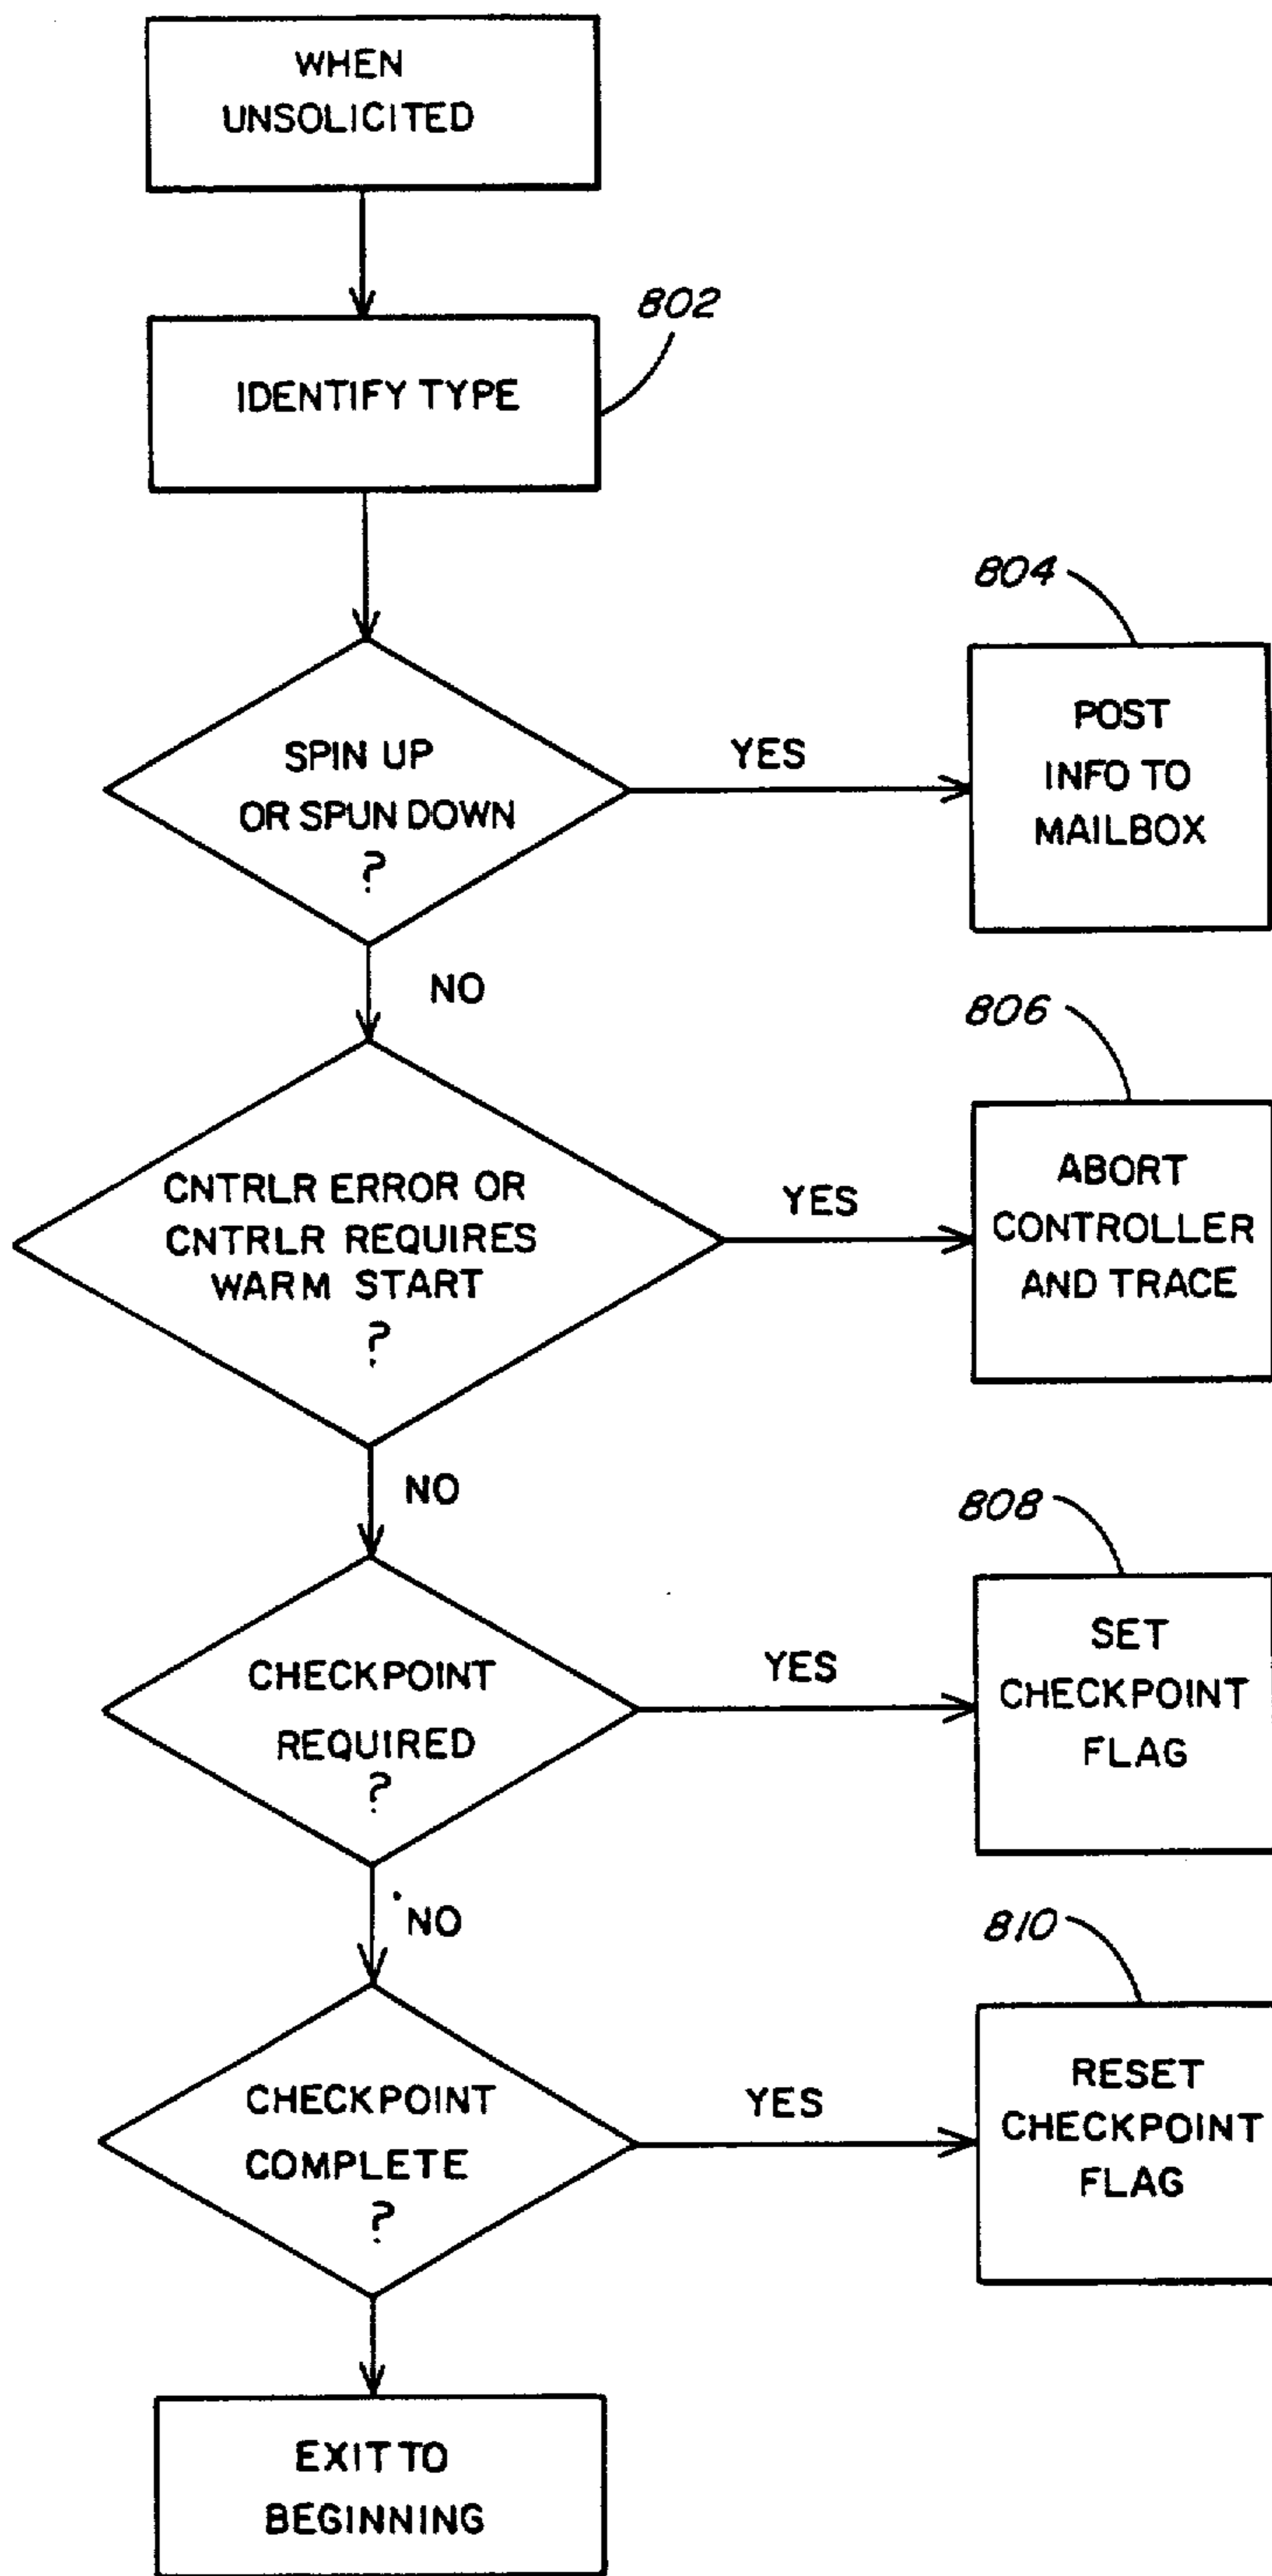 WHEN
UNSOLICITED
802
IDENTIFY TYPE
804
SPIN UP
OR SPUN DOWN
?
YES
POST
INFO TO
MAILBOX
NO
806
CNTRLR ERROR OR
CNTRLR REQUIRES
WARM START
?
YES
ABORT
CONTROLLER
AND TRACE
NO
808
CHECKPOINT
REQUIRED
?
YES
SET
CHECKPOINT
FLAG
NO
810
CHECKPOINT
COMPLETE
?
YES
RESET
CHECKPOINT
FLAG
EXIT TO
BEGINNING